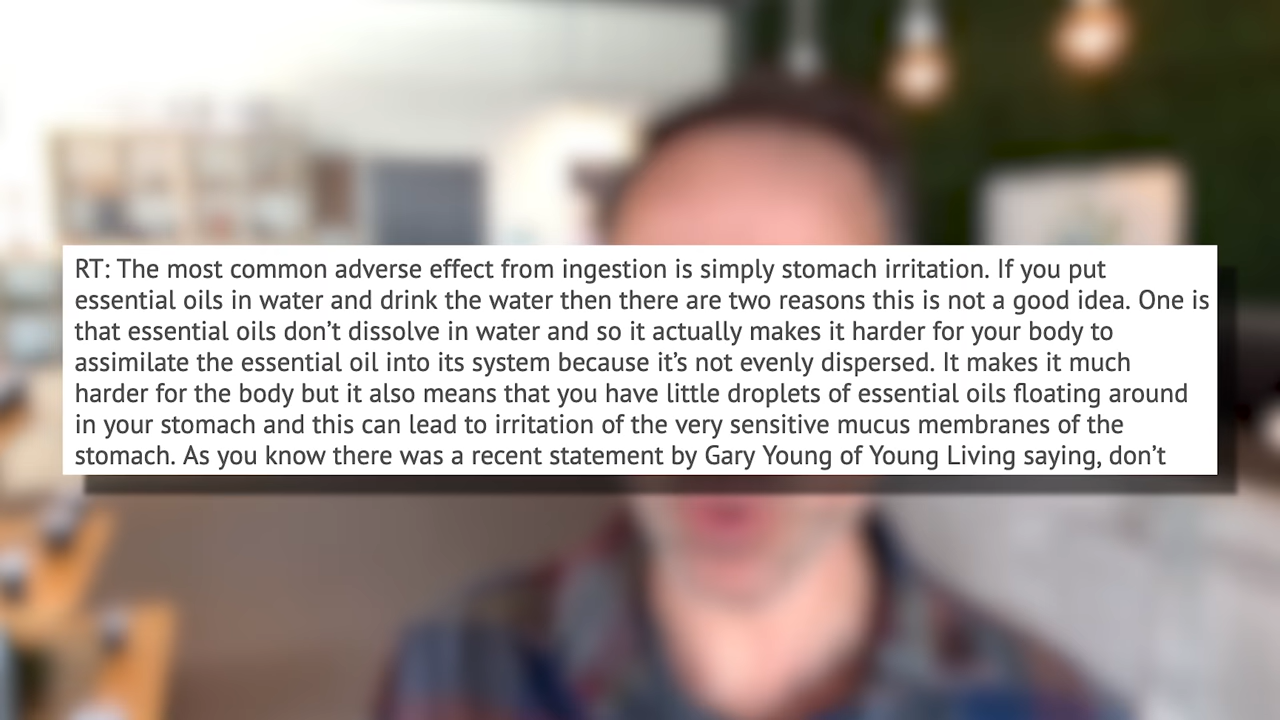 RT: The most common adverse effect from ingestion is simply stomach irritation. If you put
essential oils in water and drink the water then there are two reasons this is not a good idea. One is
that essential oils don’t dissolve in water and so it actually makes it harder for your body to
assimilate the essential oil into its system because it’s not evenly dispersed. It makes it much
harder for the body but it also means that you have little droplets of essential oils floating around
in your stomach and this can lead to irritation of the very sensitive mucus membranes of the
stomach. As you know there was a recent statement by Gary Young of Young Living saying, don’t